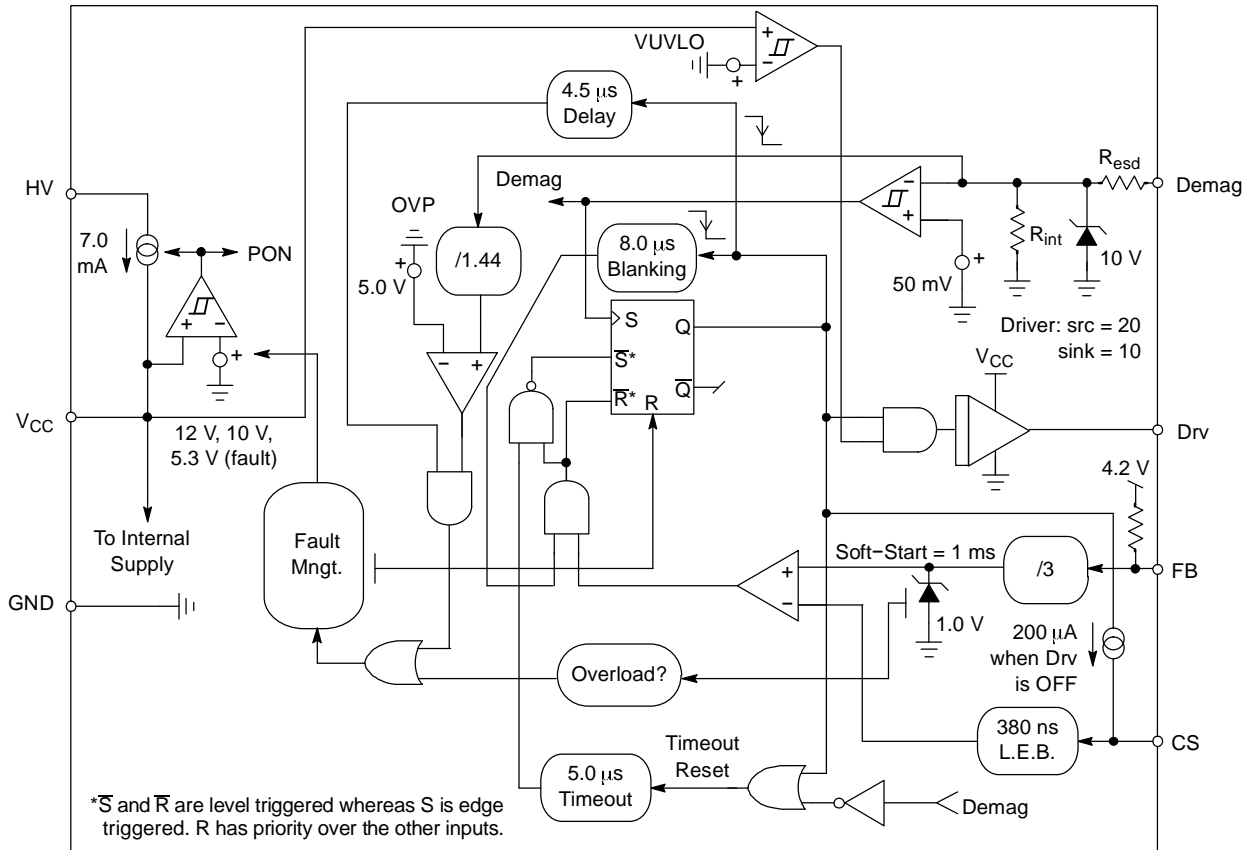 VUVLO
+
−
+
4.5 μs
Delay
Resd
HV
Demag
−
+
Demag
OVP
7.0
mA
PON
+
5.0 V
/1.44
8.0 μs
Blanking
Rint
10 V
+
50 mV
+
−
+
S
Q
Driver: src = 20
sink = 10
−
+
S*
R*
R
Q
VCC
VCC
12 V, 10 V,
5.3 V (fault)
Drv
4.2 V
To Internal
Supply
Fault
Mngt.
Soft−Start = 1 ms
+
−
/3
FB
GND
1.0 V
200 μA
when Drv
is OFF
Overload?
380 ns
L.E.B.
CS
Timeout
Reset
5.0 μs
Timeout
Demag
*S and R are level triggered whereas S is edge
triggered. R has priority over the other inputs.